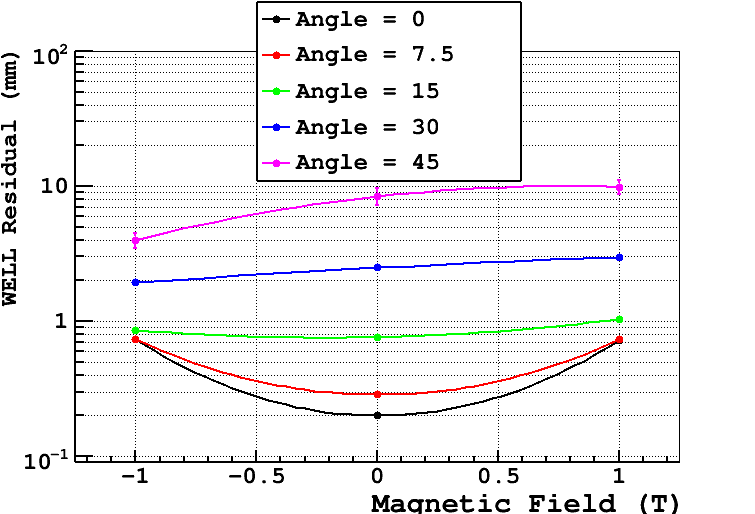 Angle = 0
Angle = 7.5
Angle = 15
Angle = 30
Angle = 45
WELL Residual (mm)
10²
10
1
10⁻¹
−1 −0.5 0 0.5 1
Magnetic Field (T)